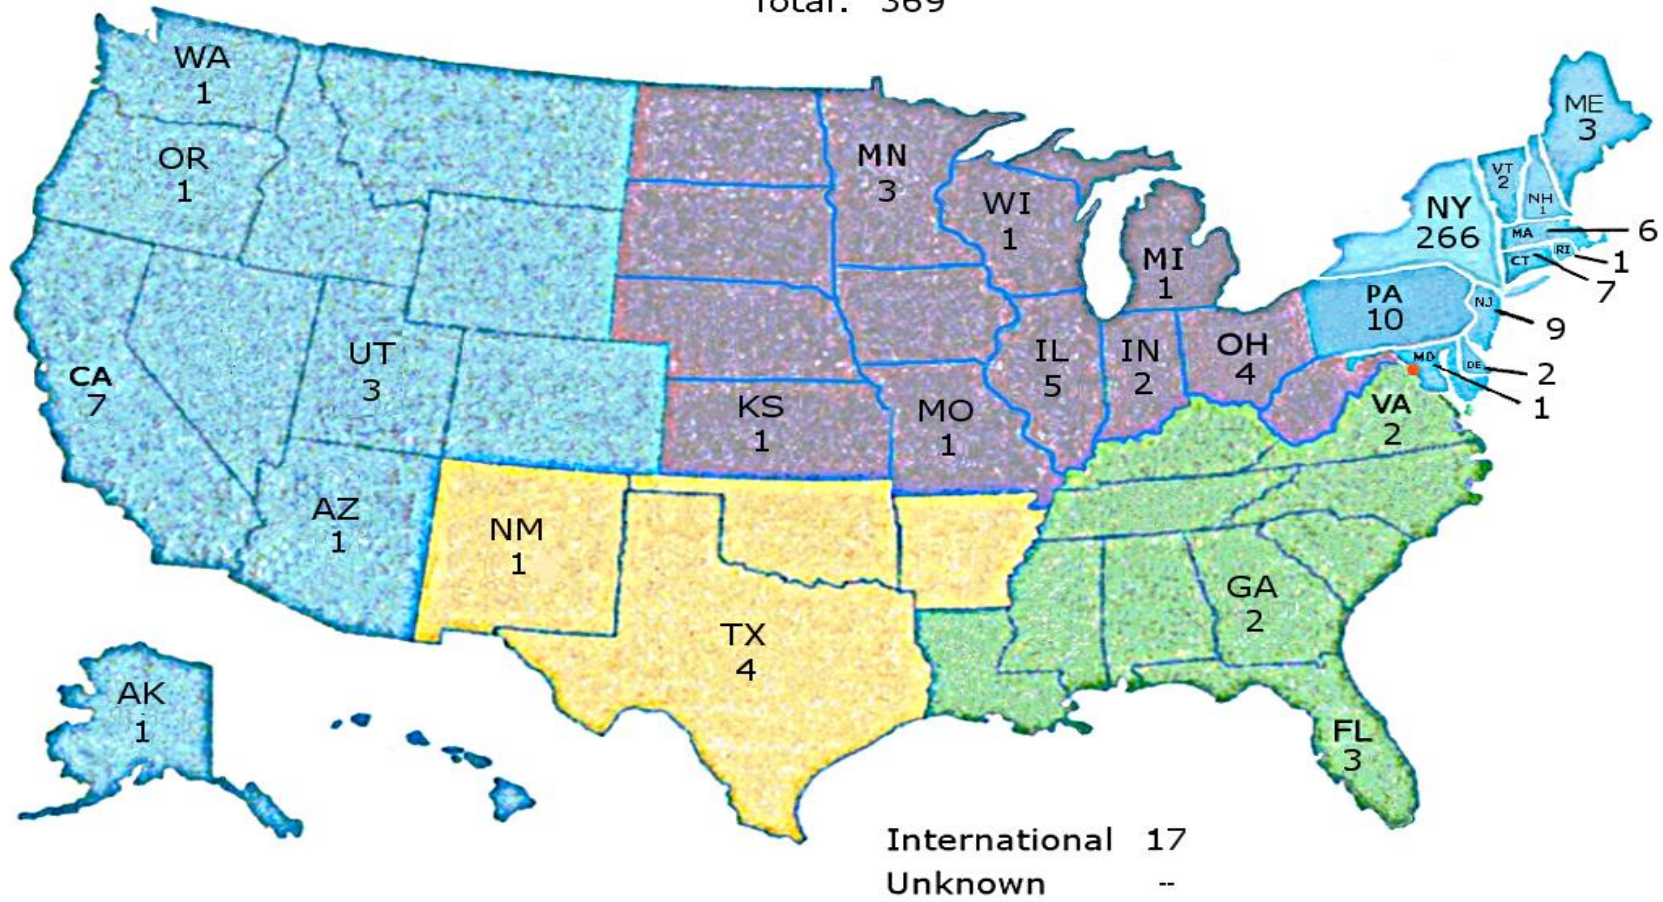 Total: 369
WA
1
OR
1
CA
7
UT
3
AZ
1
NM
1
TX
4
AK
1
KS
1
MN
3
WI
1
MO
1
IL
5
MI
1
IN
2
OH
4
ME
3
VT
2
NH
1
NY
266
MA 6
RI 1
CT 7
PA
10
NJ 9
DE 2
MD 1
VA
2
GA
2
FL
3
International 17
Unknown --